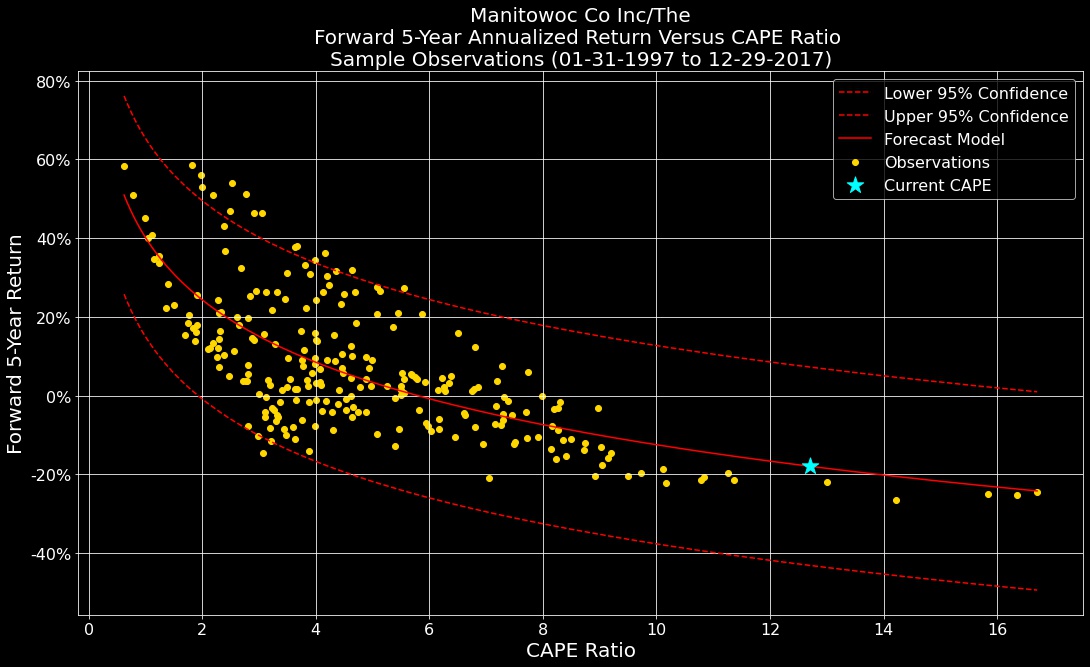 Manitowoc Co Inc/The
Forward 5-Year Annualized Return Versus CAPE Ratio
Sample Observations (01-31-1997 to 12-29-2017)
Lower 95% Confidence
Upper 95% Confidence
Forecast Model
Observations
Current CAPE
Forward 5-Year Return
80%
60%
40%
20%
0%
-20%
-40%
0 2 4 6 8 10 12 14 16
CAPE Ratio